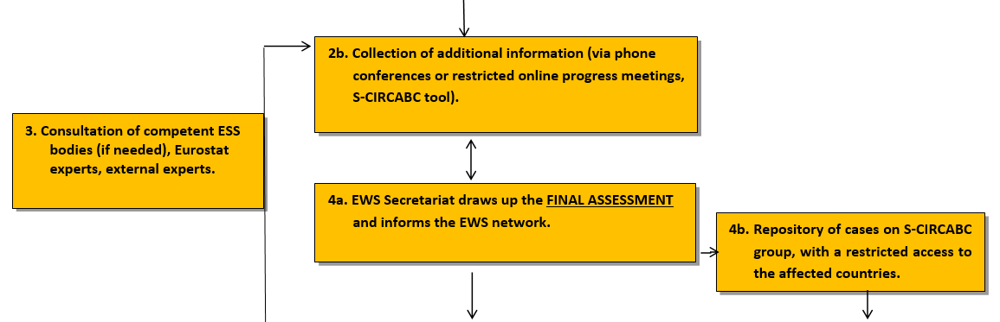 2b. Collection of additional information (via phone
conferences or restricted online progress meetings,
S-CIRCABC tool).
3. Consultation of competent ESS
bodies (if needed), Eurostat
experts, external experts.
4a. EWS Secretariat draws up the FINAL ASSESSMENT
and informs the EWS network.
4b. Repository of cases on S-CIRCABC
group, with a restricted access to
the affected countries.